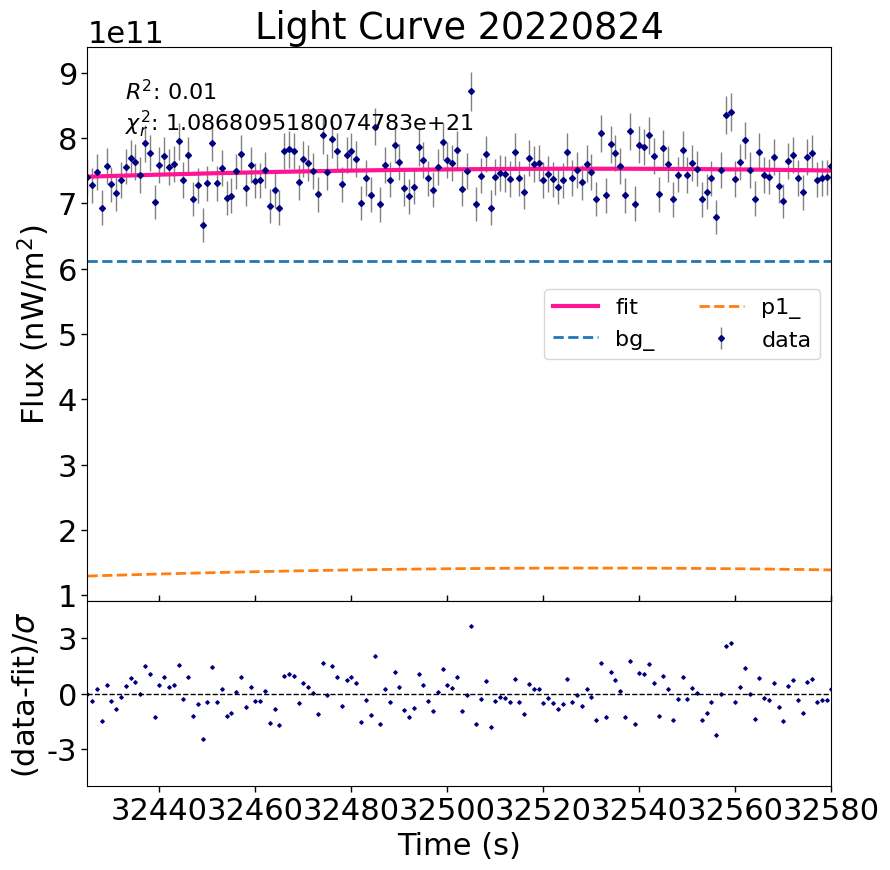 Light Curve 20220824
1e11
R²: 0.01
χ²ᵣ: 1.0868095180074783e+21
9
8
7
6
5
4
3
2
1
Flux (nW/m²)
fit
bg_
p1_
data
3
0
-3
(data-fit)/σ
32440 32460 32480 32500 32520 32540 32560 32580
Time (s)